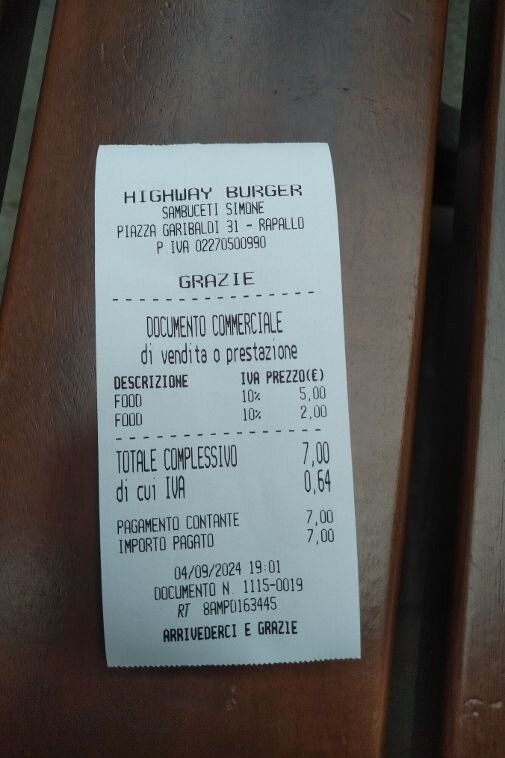 HIGHWAY BURGER
SAMBUCETI SIMONE
PIAZZA GARIBALDI 31 - RAPALLO
P IVA 02270500990
GRAZIE
DOCUMENTO COMMERCIALE
di vendita o prestazione
DESCRIZIONE IVA PREZZO(€)
FOOD 10% 5,00
FOOD 10% 2,00
TOTALE COMPLESSIVO 7,00
di cui IVA 0,64
PAGAMENTO CONTANTE 7,00
IMPORTO PAGATO 7,00
04/09/2024 19:01
DOCUMENTO N. 1115-0019
RT 8AMPD163445
ARRIVEDERCI E GRAZIE